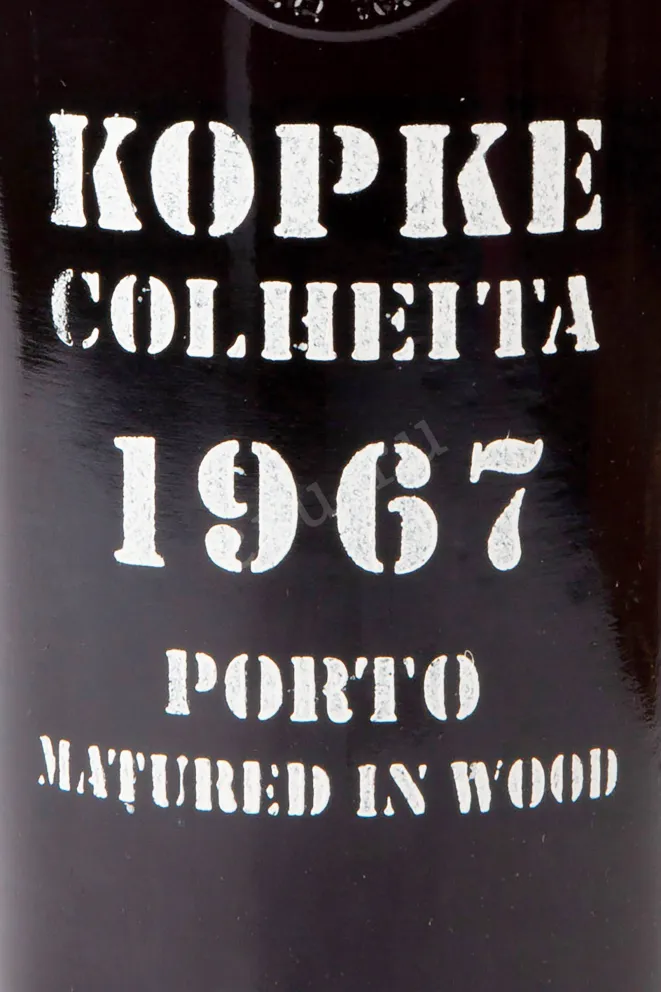 KOPKE
COLHEITA
1967
PORTO
MATURED IN WOOD